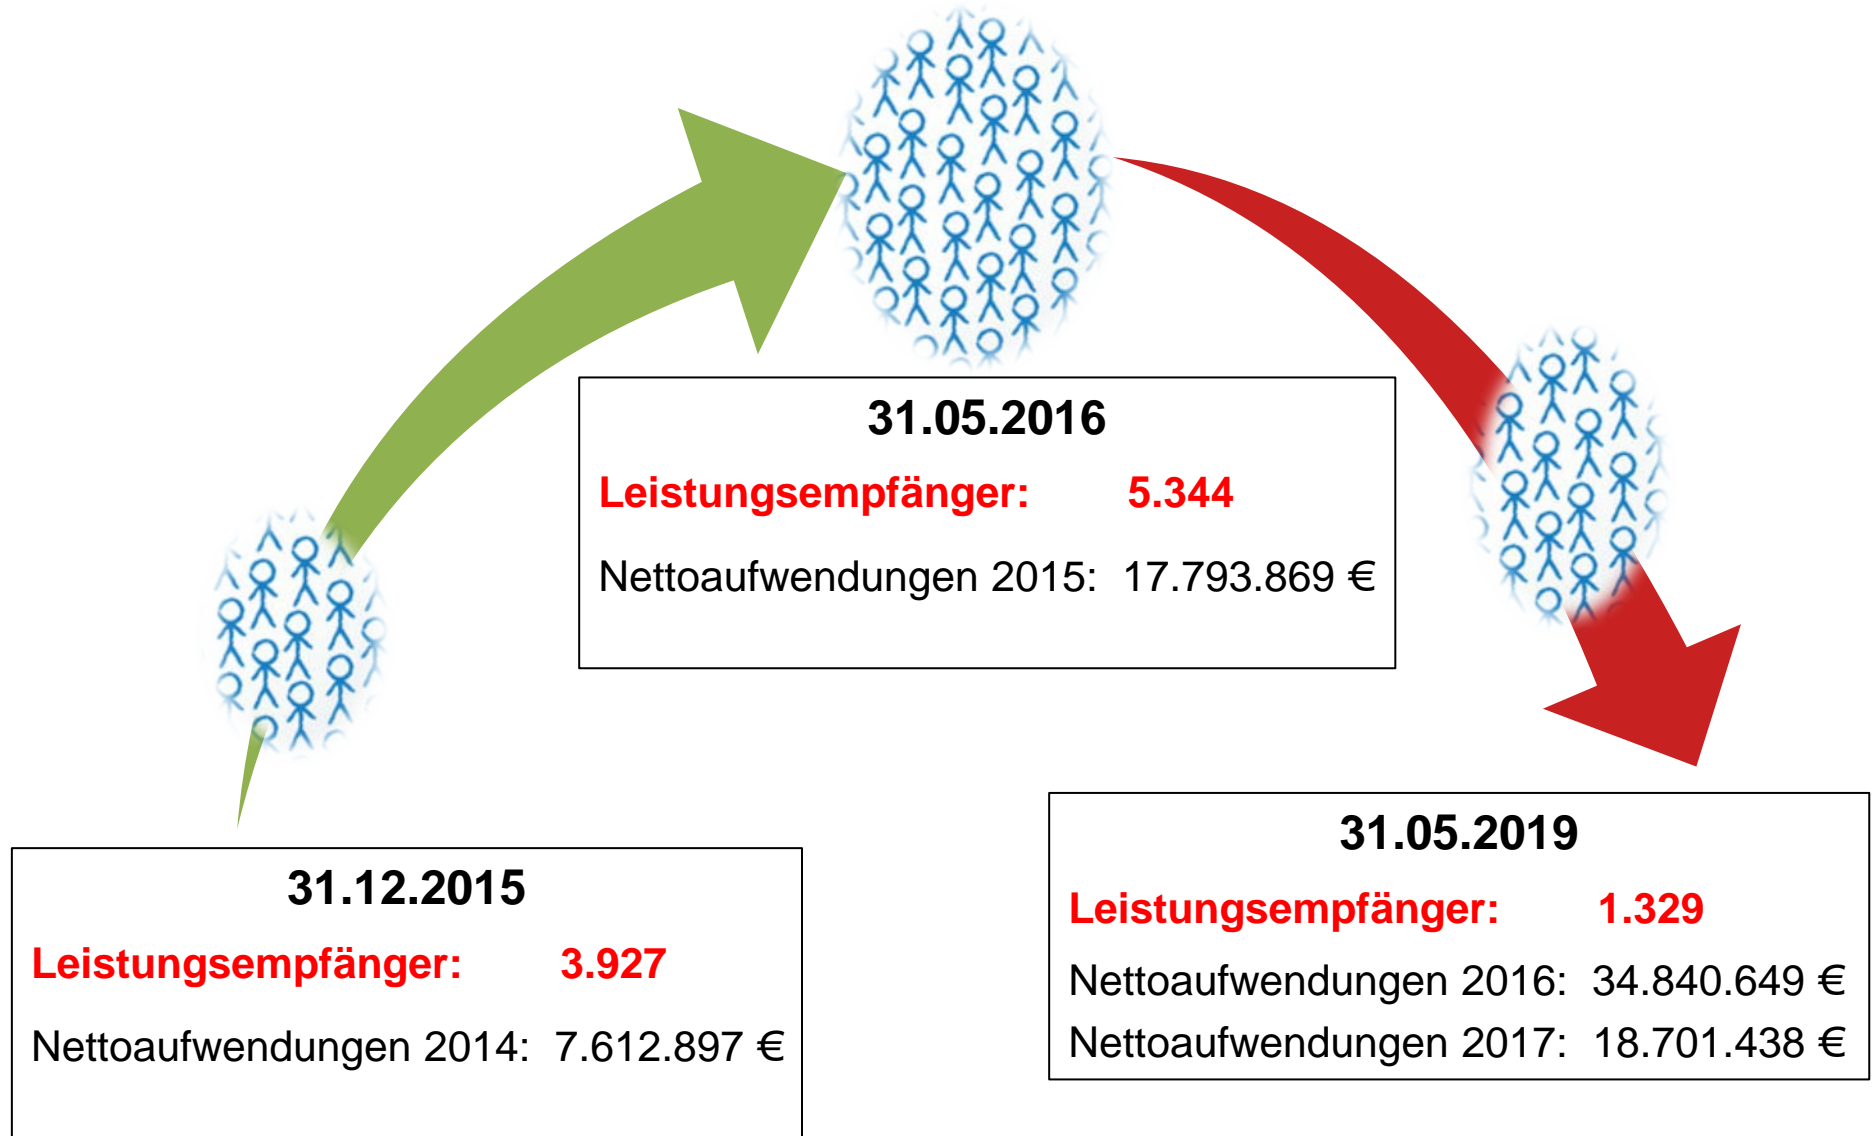 31.05.2016
Leistungsempfänger: 5.344
Nettoaufwendungen 2015: 17.793.869 €
31.12.2015
Leistungsempfänger: 3.927
Nettoaufwendungen 2014: 7.612.897 €
31.05.2019
Leistungsempfänger: 1.329
Nettoaufwendungen 2016: 34.840.649 €
Nettoaufwendungen 2017: 18.701.438 €